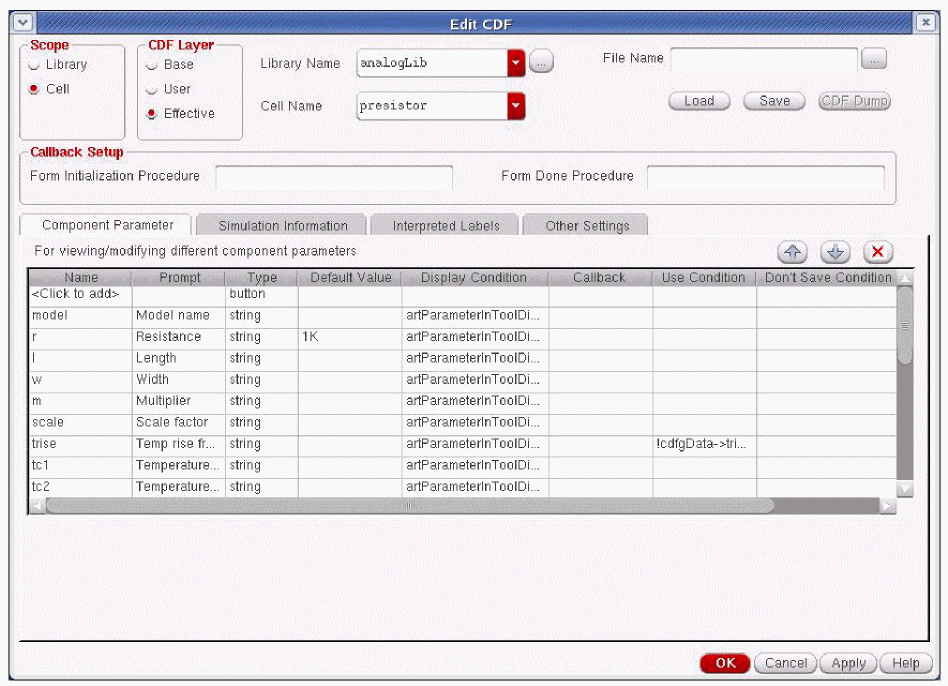 Edit CDF
Scope
Library
Cell
CDF Layer
Base
User
Effective
Library Name analogLib ...
Cell Name presistor
File Name ...
Load Save CDF Dump
Callback Setup
Form Initialization Procedure Form Done Procedure
Component Parameter Simulation Information Interpreted Labels Other Settings
For viewing/modifying different component parameters
Name Prompt Type Default Value Display Condition Callback Use Condition Don't Save Condition
<Click to add> button
model Model name string artParameterInToolDi...
r Resistance string 1K artParameterInToolDi...
l Length string artParameterInToolDi...
w Width string artParameterInToolDi...
m Multiplier string artParameterInToolDi...
scale Scale factor string artParameterInToolDi...
trise Temp rise fr... string artParameterInToolDi... !cdfgData->tri...
tc1 Temperature... string artParameterInToolDi...
tc2 Temperature... string artParameterInToolDi...
OK Cancel Apply Help